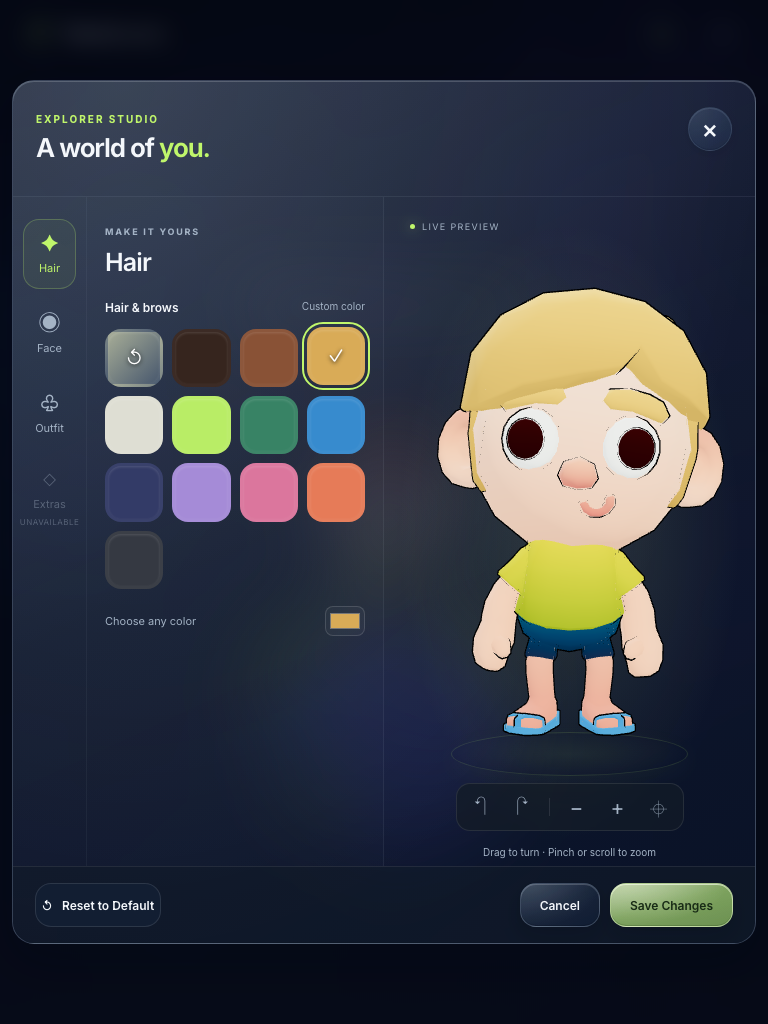 EXPLORER STUDIO
A world of you.
Hair
Face
Outfit
Extras
UNAVAILABLE
MAKE IT YOURS
Hair
Hair & brows
Custom color
Choose any color
LIVE PREVIEW
Drag to turn · Pinch or scroll to zoom
Reset to Default
Cancel
Save Changes